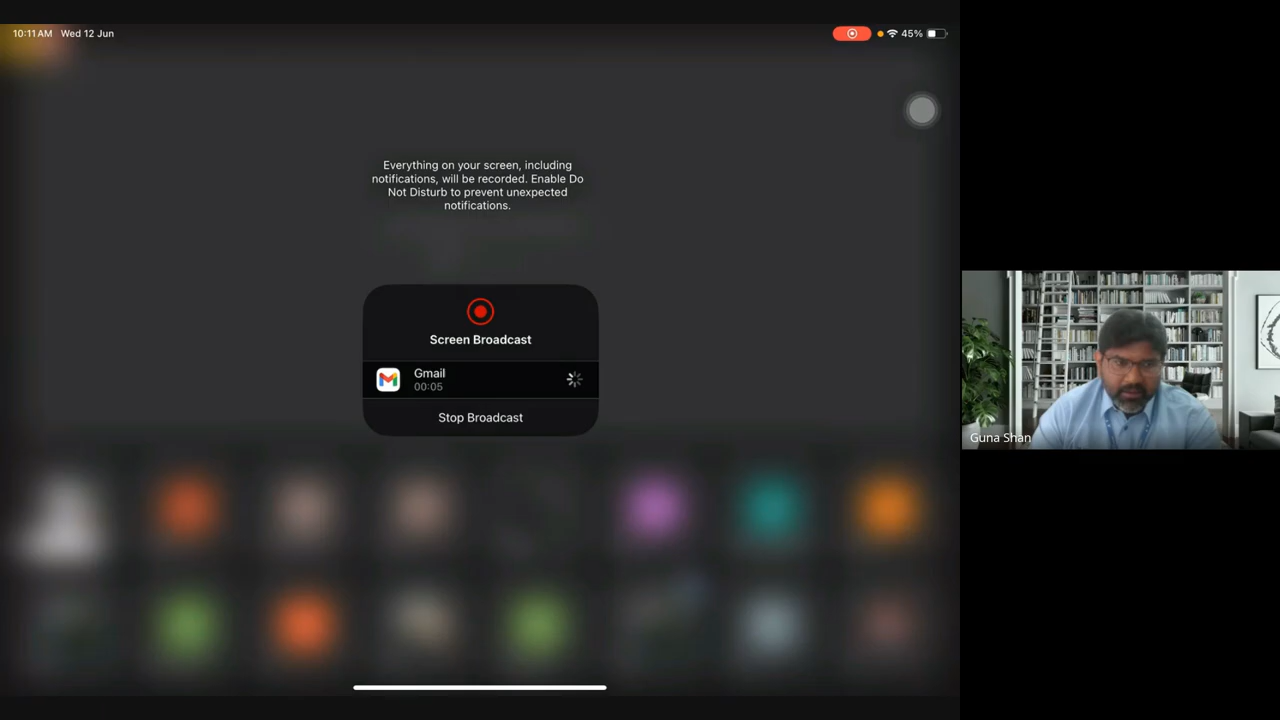 10:11 AM Wed 12 Jun
45%
Everything on your screen, including
notifications, will be recorded. Enable Do
Not Disturb to prevent unexpected
notifications.
Screen Broadcast
Gmail
00:05
Stop Broadcast
Guna Shan